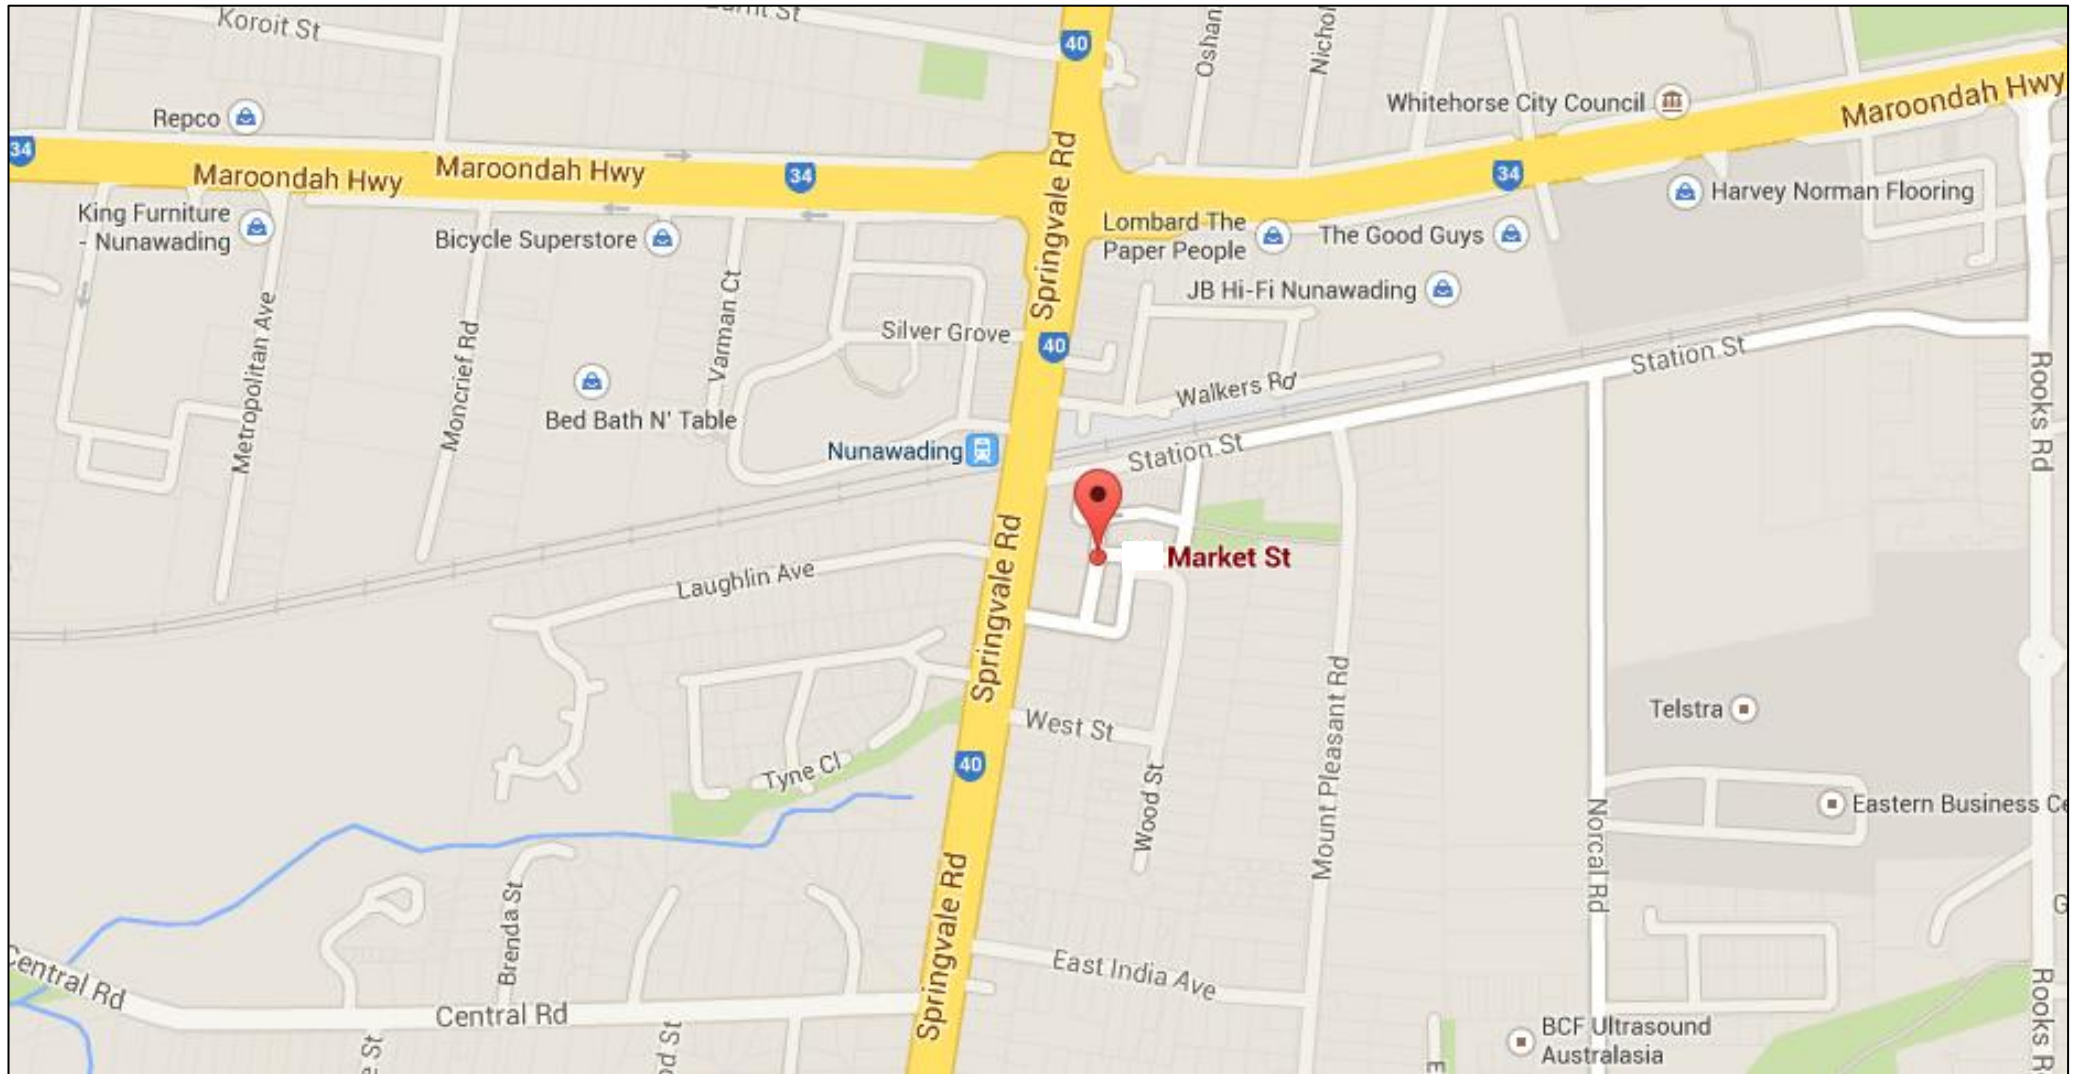 Koroit St
40
Repco
Whitehorse City Council
Maroondah Hwy
34
Maroondah Hwy
Maroondah Hwy
34
Springvale Rd
34
King Furniture
- Nunawading
Bicycle Superstore
Lombard The
Paper People
The Good Guys
Harvey Norman Flooring
JB Hi-Fi Nunawading
Metropolitan Ave
Moncrief Rd
Varman Ct
Silver Grove
40
Station St
Rooks Rd
Bed Bath N' Table
Walkers Rd
Nunawading
Station St
Market St
Laughlin Ave
Springvale Rd
West St
Mount Pleasant Rd
Telstra
Tyne Cl
40
Wood St
Norcal Rd
Eastern Business
Springvale Rd
Brenda St
East India Ave
Central Rd
Central Rd
Rooks
BCF Ultrasound
Australasia
St
St